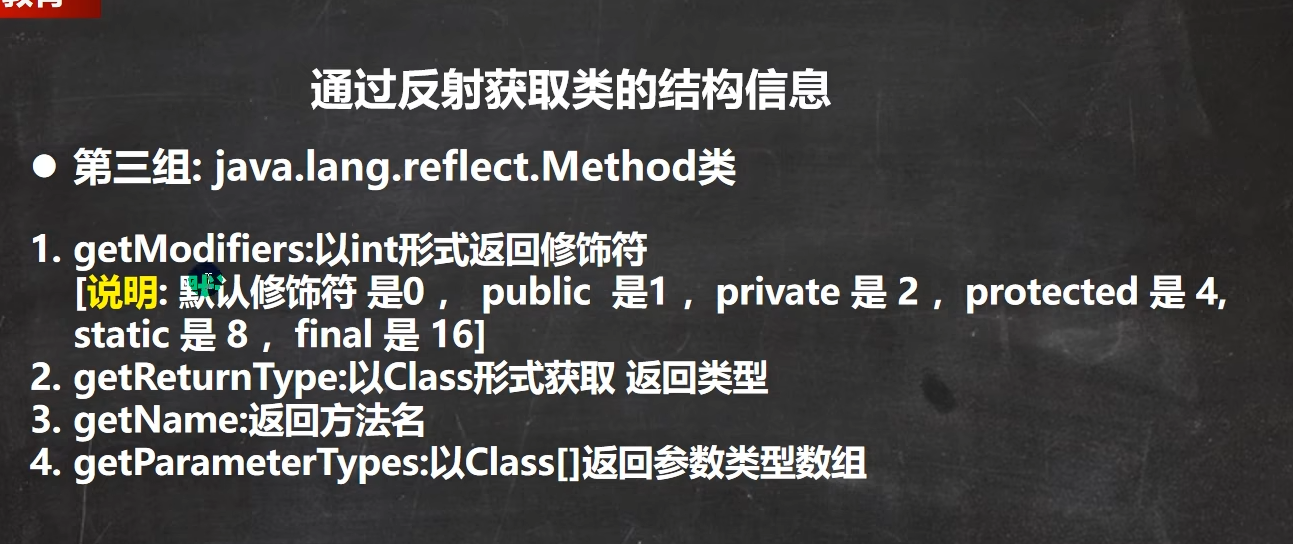 教育
通过反射获取类的结构信息
● 第三组: java.lang.reflect.Method类
1. getModifiers:以int形式返回修饰符
[说明: 默认修饰符 是0 ， public 是1 ，private 是 2 ，protected 是 4,
static 是 8 ，final 是 16]
2. getReturnType:以Class形式获取 返回类型
3. getName:返回方法名
4. getParameterTypes:以Class[]返回参数类型数组